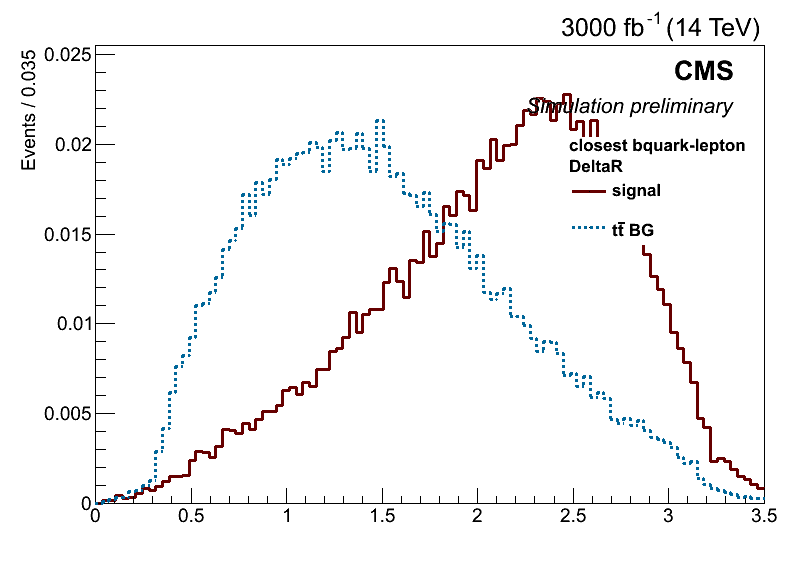 3000 fb⁻¹ (14 TeV)
Events / 0.035
0.025
0.02
0.015
0.01
0.005
0
CMS
Simulation preliminary
closest bquark-lepton
DeltaR
signal
tt̄ BG
0 0.5 1 1.5 2 2.5 3 3.5